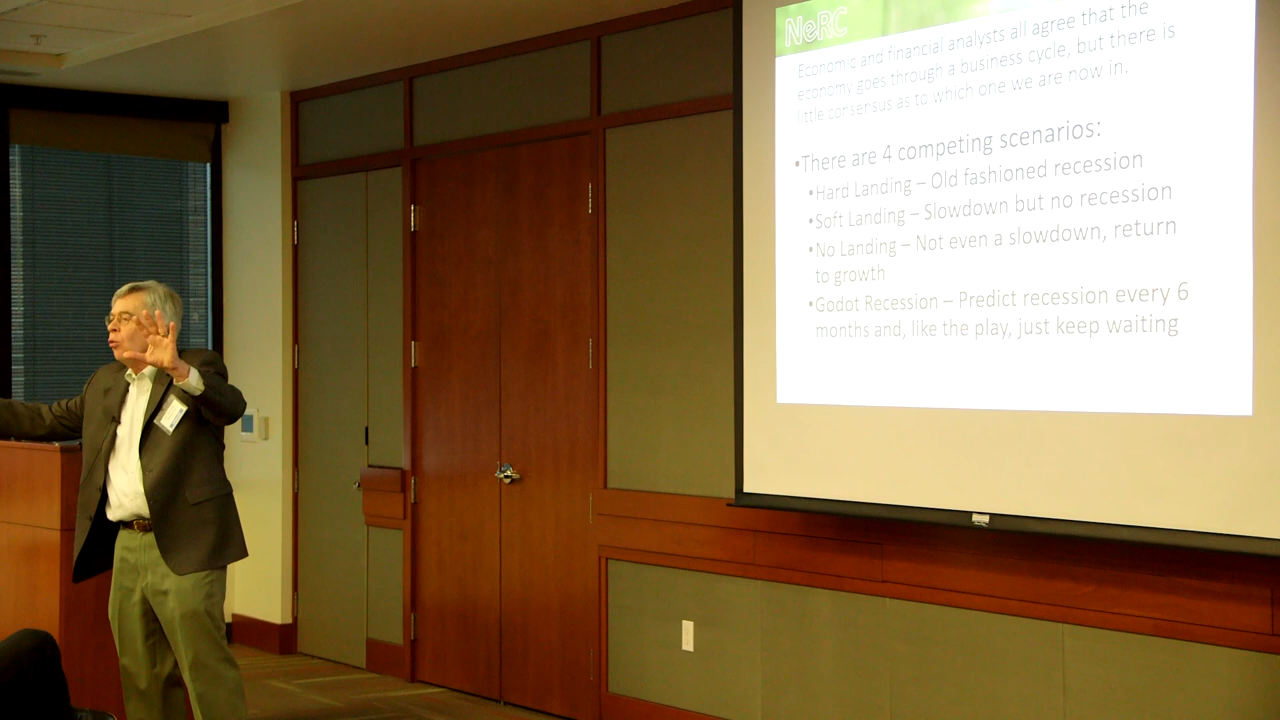 NeRC
Economic and financial analysts all agree that the
economy goes through a business cycle, but there is
little consensus as to which one we are now in.
•There are 4 competing scenarios:
•Hard Landing – Old fashioned recession
•Soft Landing – Slowdown but no recession
•No Landing – Not even a slowdown, return
to growth
•Godot Recession – Predict recession every 6
months and, like the play, just keep waiting